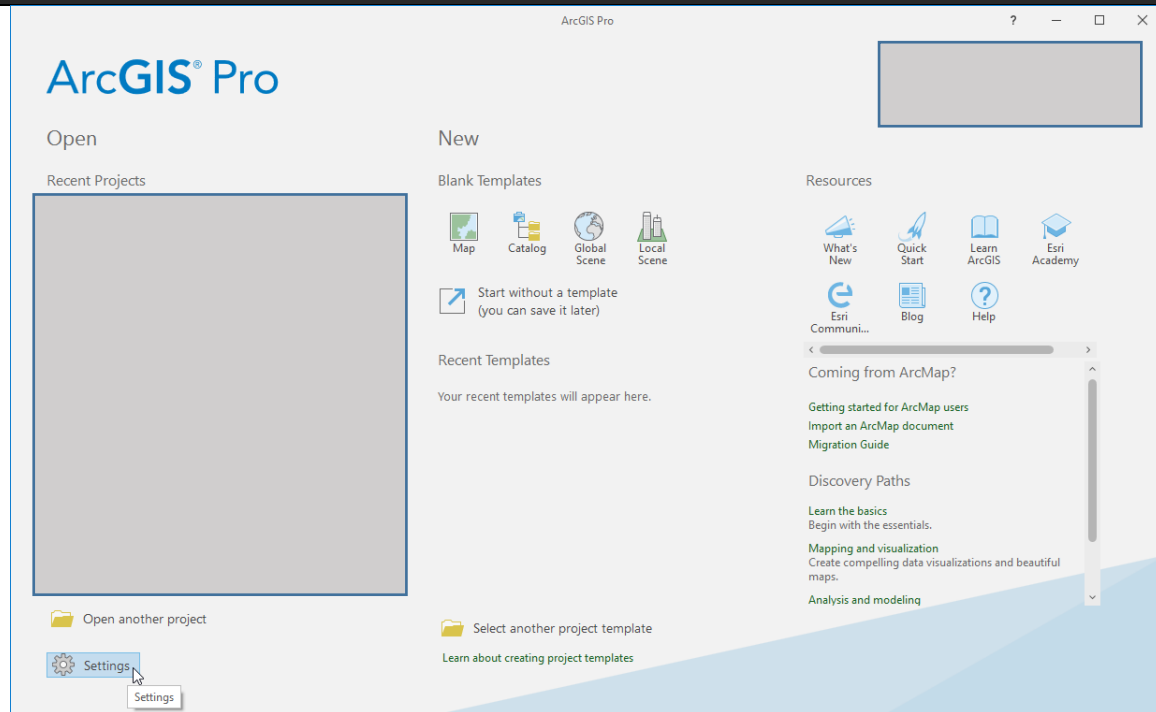 ArcGIS Pro
?
ArcGIS® Pro
Open
Recent Projects
Open another project
Settings
Settings
New
Blank Templates
Map
Catalog
Global
Scene
Local
Scene
Start without a template
(you can save it later)
Recent Templates
Your recent templates will appear here.
Select another project template
Learn about creating project templates
Resources
What's
New
Quick
Start
Learn
ArcGIS
Esri
Academy
Esri
Communi...
Blog
Help
Coming from ArcMap?
Getting started for ArcMap users
Import an ArcMap document
Migration Guide
Discovery Paths
Learn the basics
Begin with the essentials.
Mapping and visualization
Create compelling data visualizations and beautiful
maps.
Analysis and modeling